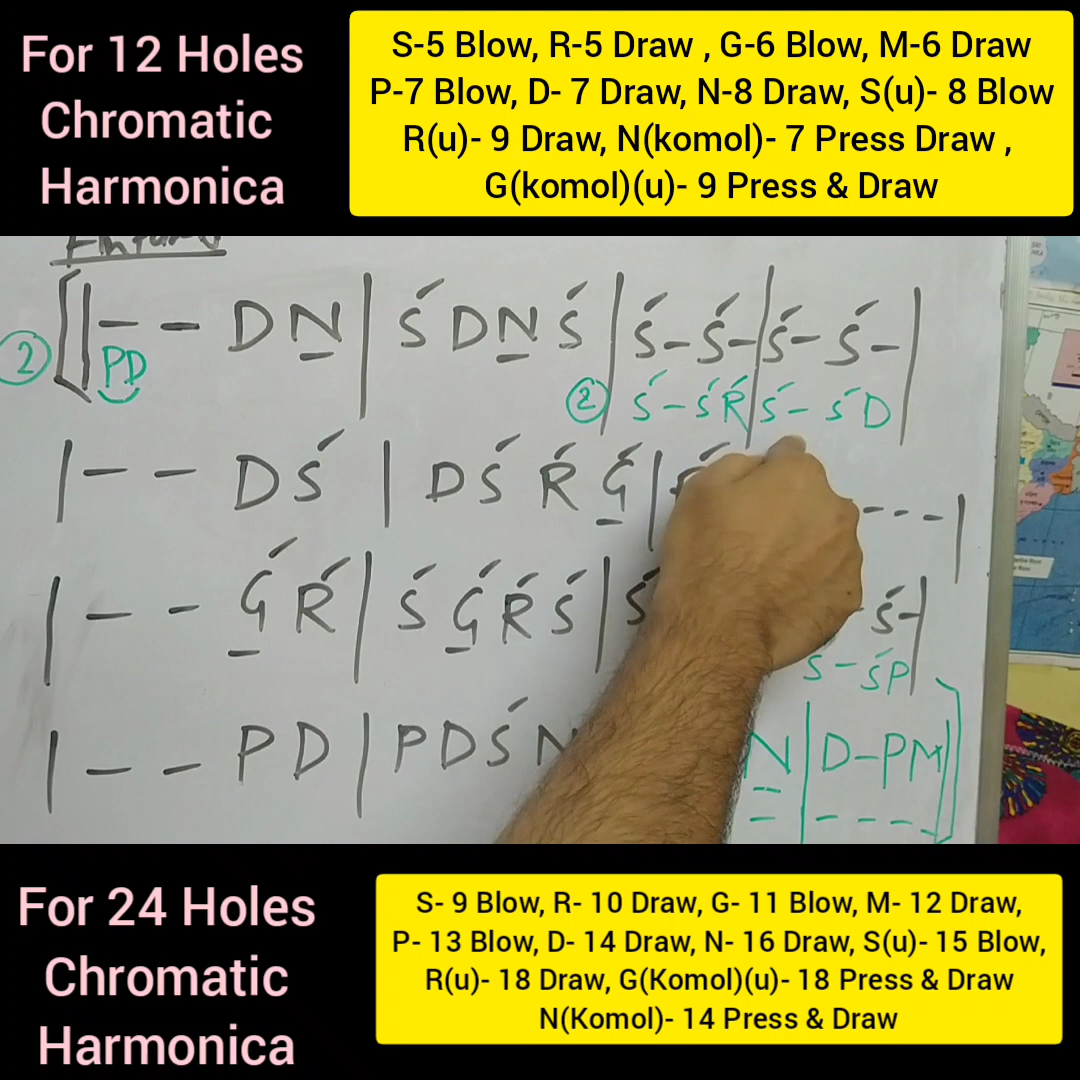 For 12 Holes
Chromatic
Harmonica
S-5 Blow, R-5 Draw , G-6 Blow, M-6 Draw
P-7 Blow, D- 7 Draw, N-8 Draw, S(u)- 8 Blow
R(u)- 9 Draw, N(komol)- 7 Press Draw ,
G(komol)(u)- 9 Press & Draw
② [| - - D N̲ | Ś D N̲ Ś | Ś - Ś - | Ś - Ś - |
PD ② Ś - Ś Ŕ | Ś - Ś D
| - - D Ś | D Ś Ŕ Ǵ̲ | - - - |
| - - Ǵ̲ Ŕ | Ś Ǵ̲ Ŕ Ś | Ś Ś - |
Ś - Ś P
| - - P D | P D Ś N N | D - P M ]
- - - -
For 24 Holes
Chromatic
Harmonica
S- 9 Blow, R- 10 Draw, G- 11 Blow, M- 12 Draw,
P- 13 Blow, D- 14 Draw, N- 16 Draw, S(u)- 15 Blow,
R(u)- 18 Draw, G(Komol)(u)- 18 Press & Draw
N(Komol)- 14 Press & Draw